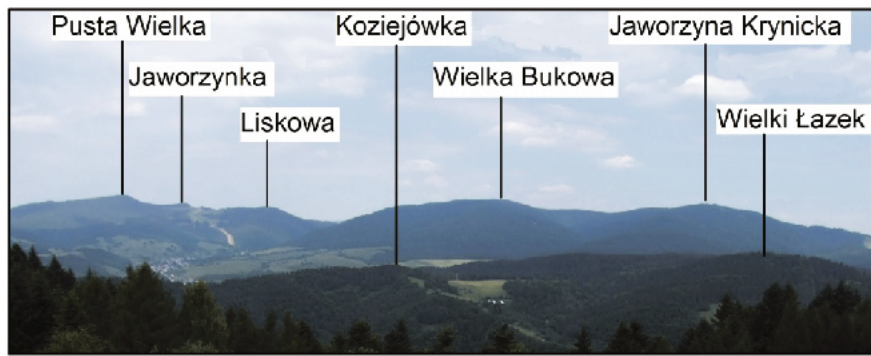 Pusta Wielka
Koziejówka
Jaworzyna Krynicka
Jaworzynka
Wielka Bukowa
Liskowa
Wielki Łazek